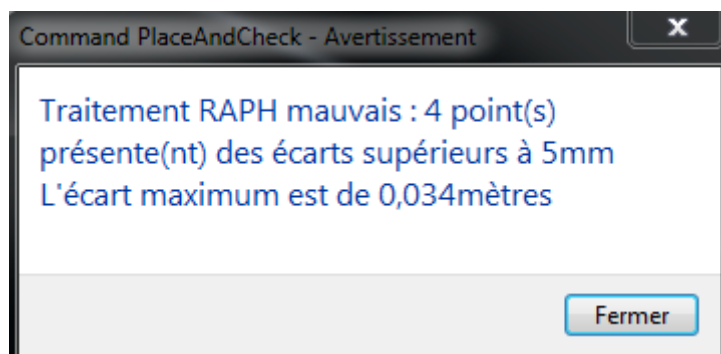 Command PlaceAndCheck - Avertissement
Traitement RAPH mauvais : 4 point(s)
présente(nt) des écarts supérieurs à 5mm
L'écart maximum est de 0,034mètres
Fermer